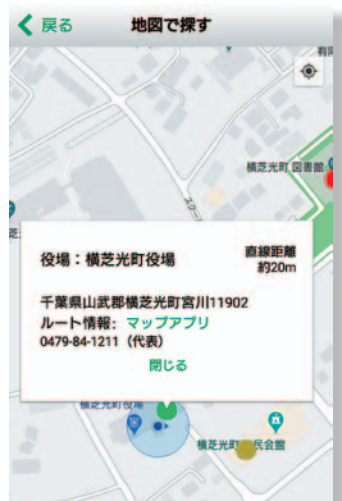 戻る
地図で探す
横芝光町 図書館
役場：横芝光町役場
直線距離
約20m
千葉県山武郡横芝光町宮川11902
ルート情報： マップアプリ
0479-84-1211（代表）
閉じる
横芝光町役場
横芝光町 民会館